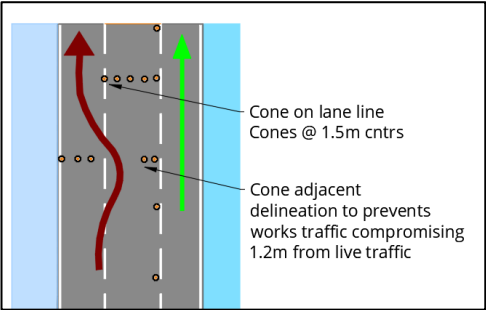 Cone on lane line
Cones @ 1.5m cntrs
Cone adjacent
delineation to prevents
works traffic compromising
1.2m from live traffic